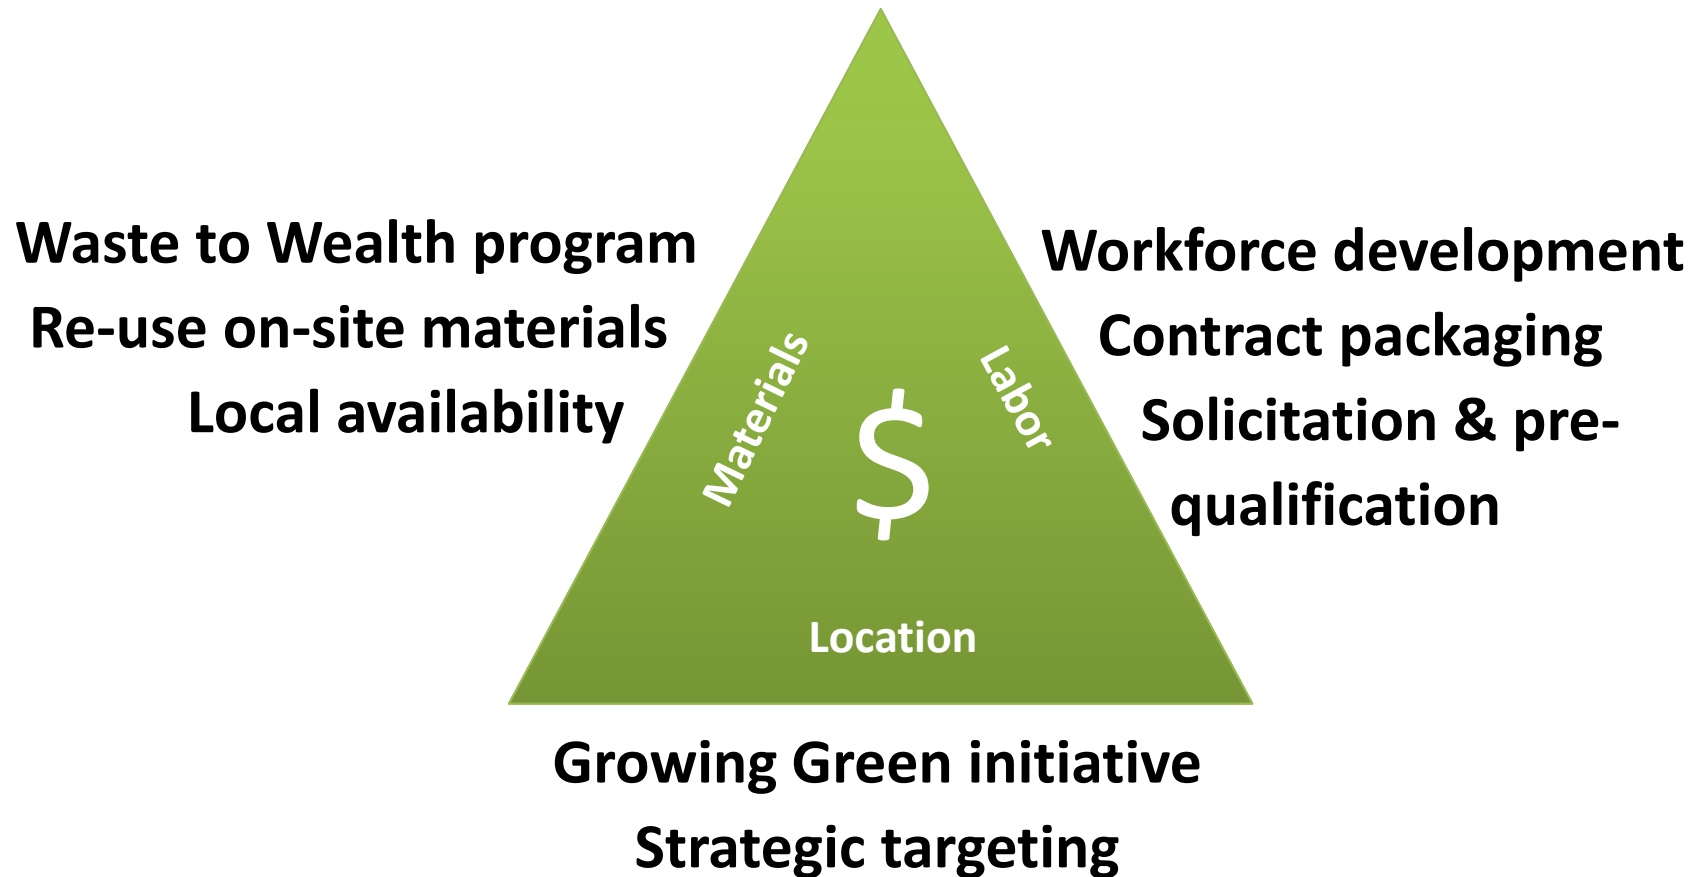 Waste to Wealth program
Re-use on-site materials
Local availability
Materials
$
Labor
Location
Workforce development
Contract packaging
Solicitation & pre-
qualification
Growing Green initiative
Strategic targeting